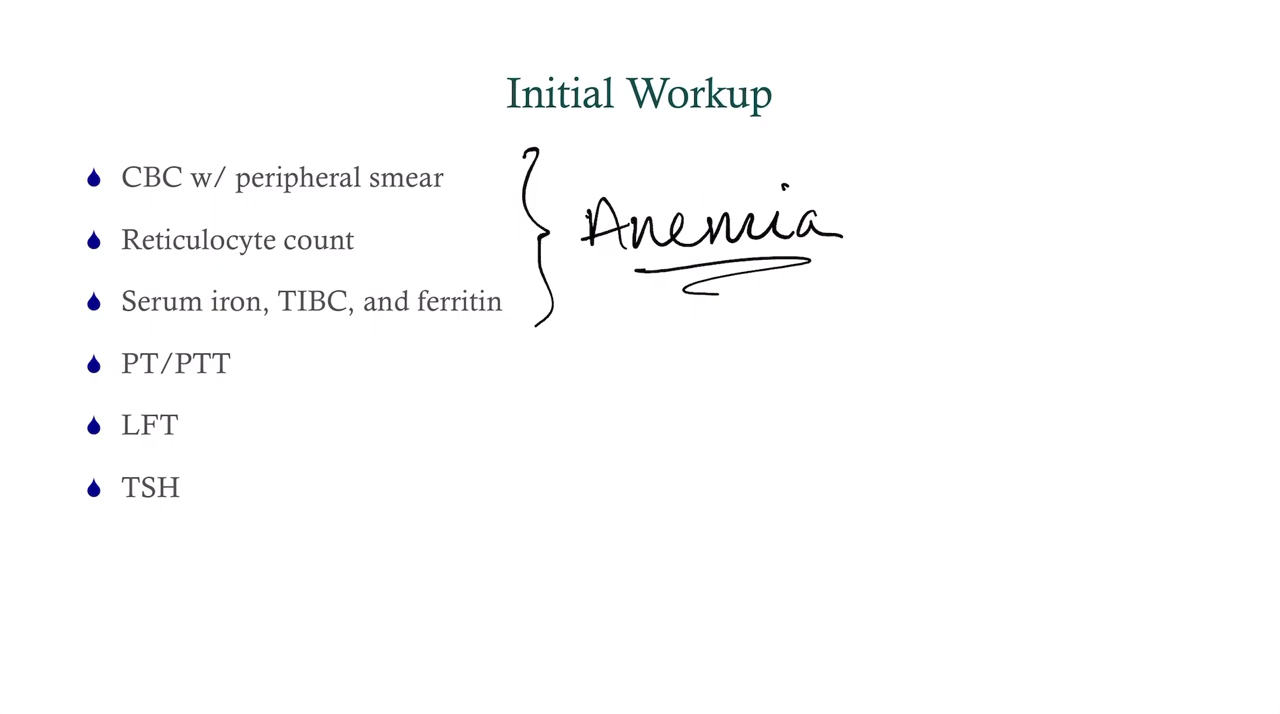 Initial Workup
CBC w/ peripheral smear
Reticulocyte count
Serum iron, TIBC, and ferritin
Anemia
PT/PTT
LFT
TSH